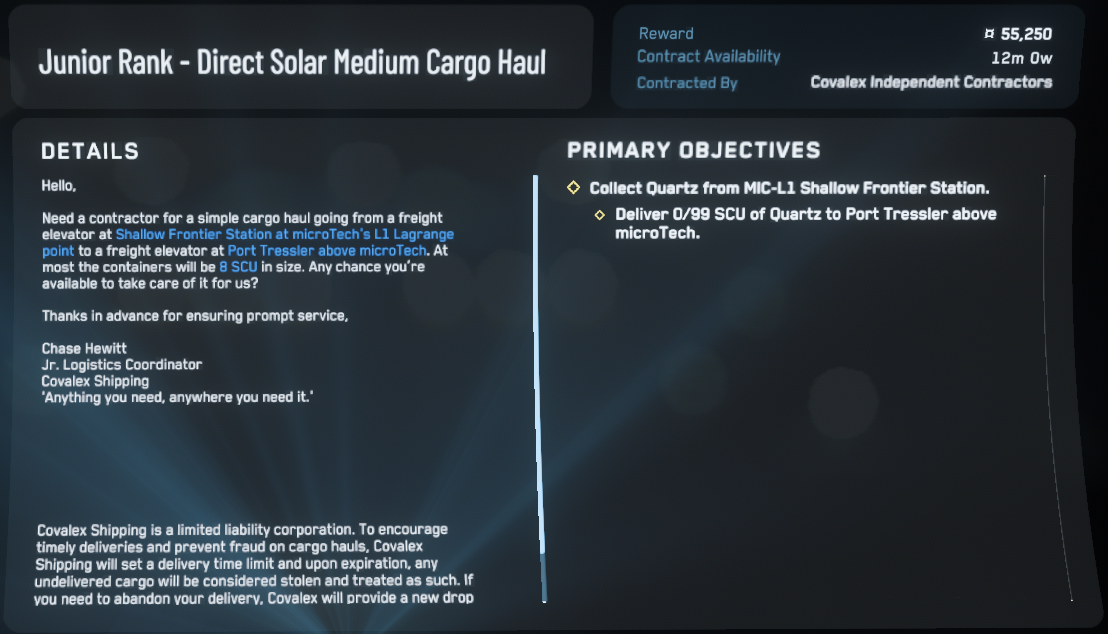 Junior Rank - Direct Solar Medium Cargo Haul
Reward ¤ 55,250
Contract Availability 12m 0w
Contracted By Covalex Independent Contractors
DETAILS
Hello,
Need a contractor for a simple cargo haul going from a freight
elevator at Shallow Frontier Station at microTech's L1 Lagrange
point to a freight elevator at Port Tressler above microTech. At
most the containers will be 8 SCU in size. Any chance you're
available to take care of it for us?
Thanks in advance for ensuring prompt service,
Chase Hewitt
Jr. Logistics Coordinator
Covalex Shipping
'Anything you need, anywhere you need it.'
Covalex Shipping is a limited liability corporation. To encourage
timely deliveries and prevent fraud on cargo hauls, Covalex
Shipping will set a delivery time limit and upon expiration, any
undelivered cargo will be considered stolen and treated as such. If
you need to abandon your delivery, Covalex will provide a new drop
PRIMARY OBJECTIVES
Collect Quartz from MIC-L1 Shallow Frontier Station.
Deliver 0/99 SCU of Quartz to Port Tressler above
microTech.